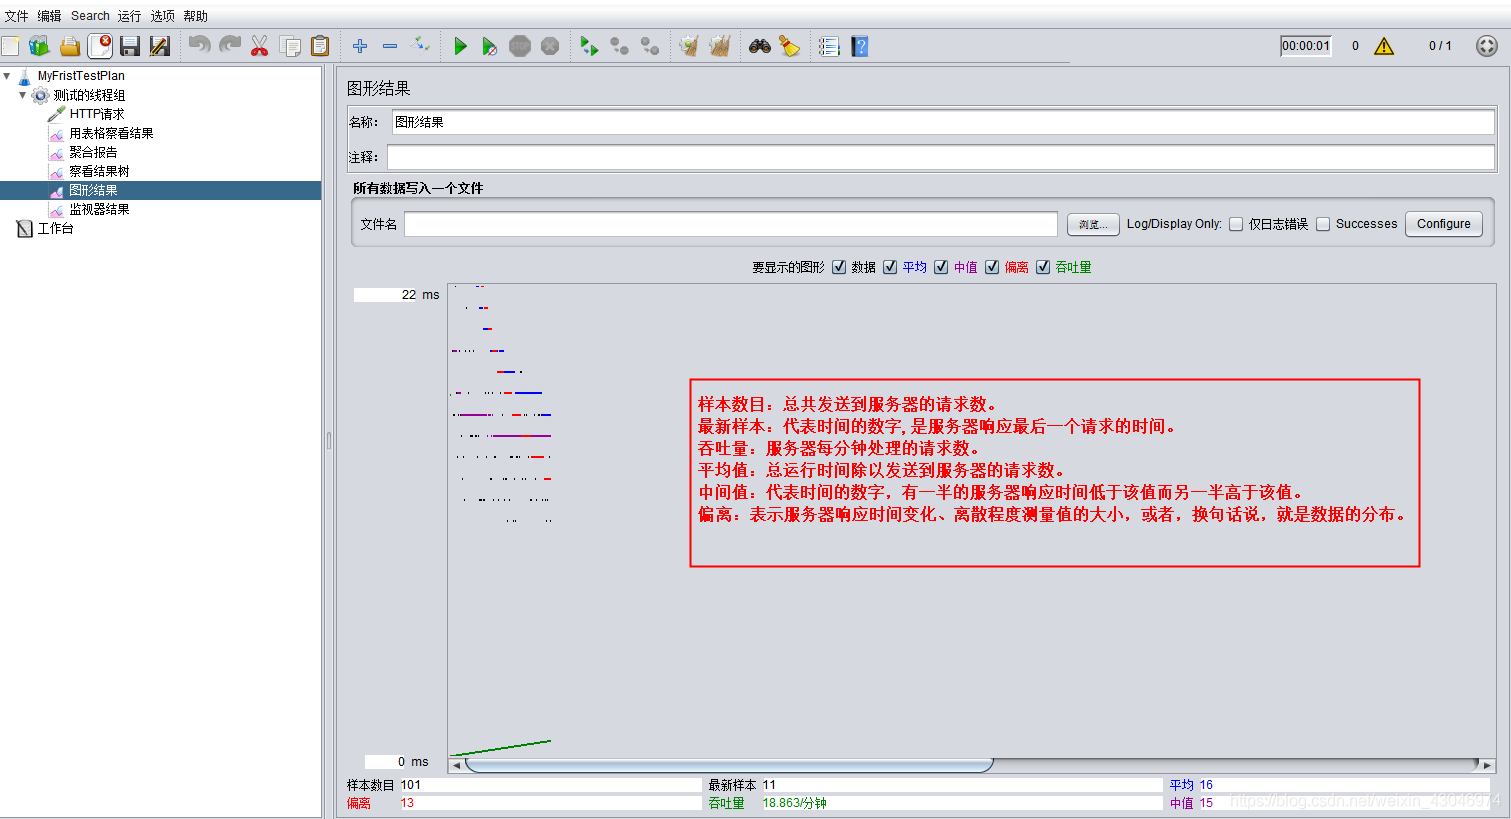 文件 编辑 Search 运行 选项 帮助
00:00:01 0 0 / 1
MyFristTestPlan
测试的线程组
HTTP请求
用表格察看结果
聚合报告
察看结果树
图形结果
监视器结果
工作台
图形结果
名称： 图形结果
注释：
所有数据写入一个文件
文件名 浏览... Log/Display Only: 仅日志错误 Successes Configure
要显示的图形 数据 平均 中值 偏离 吞吐量
22 ms
样本数目：总共发送到服务器的请求数。
最新样本：代表时间的数字,是服务器响应最后一个请求的时间。
吞吐量：服务器每分钟处理的请求数。
平均值：总运行时间除以发送到服务器的请求数。
中间值：代表时间的数字，有一半的服务器响应时间低于该值而另一半高于该值。
偏离：表示服务器响应时间变化、离散程度测量值的大小，或者，换句话说，就是数据的分布。
0 ms
样本数目 101 最新样本 11 平均 16
偏离 13 吞吐量 18.863/分钟 中值 15
https://blog.csdn.net/weixin_43046974